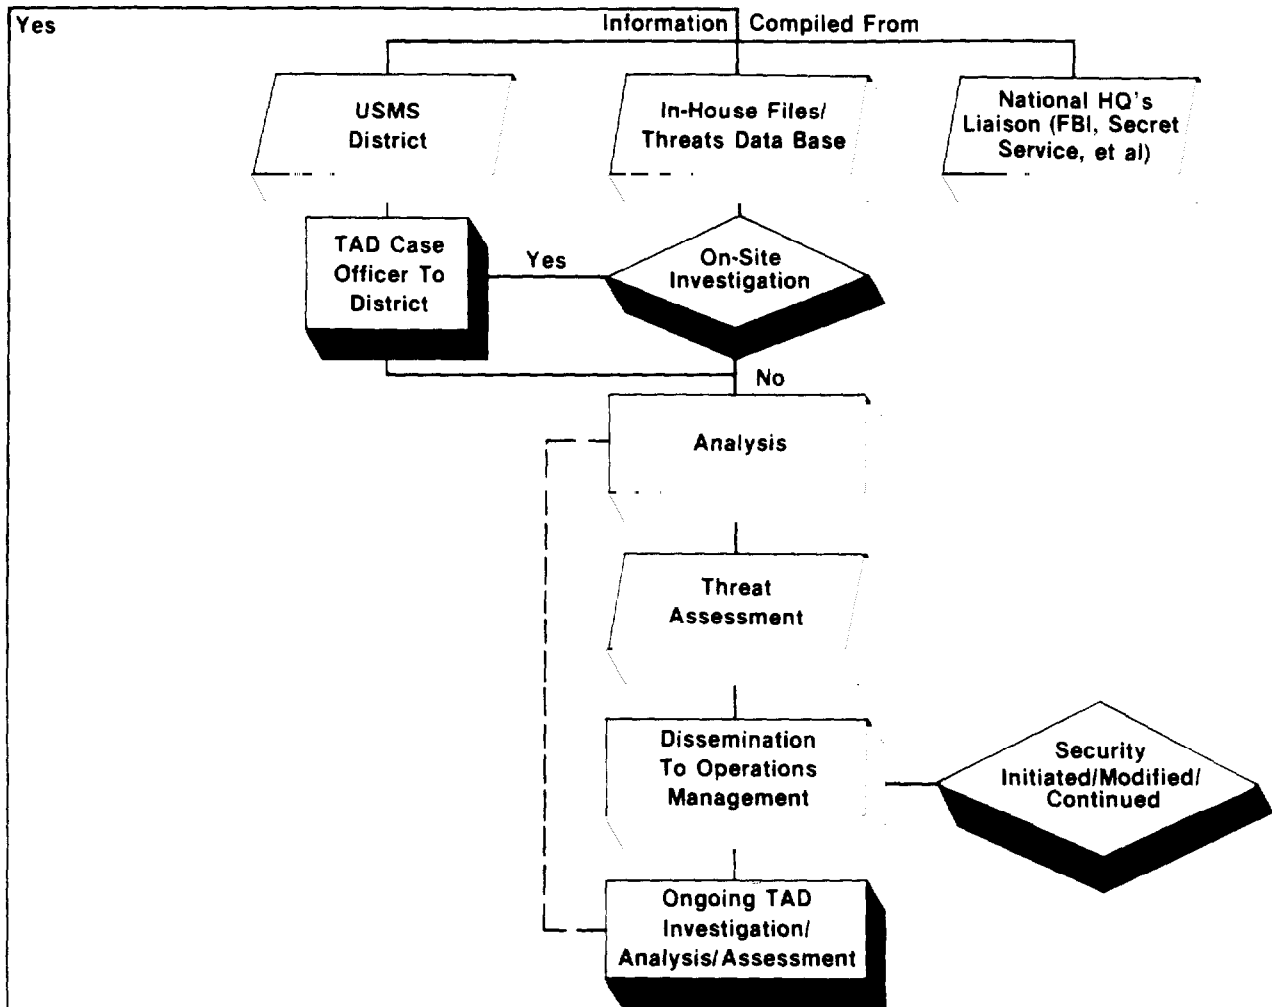 Yes
Information Compiled From
USMS
District
In-House Files/
Threats Data Base
National HQ's
Liaison (FBI, Secret
Service, et al)
TAD Case
Officer To
District
Yes
On-Site
Investigation
No
Analysis
Threat
Assessment
Dissemination
To Operations
Management
Security
Initiated/Modified/
Continued
Ongoing TAD
Investigation/
Analysis/Assessment